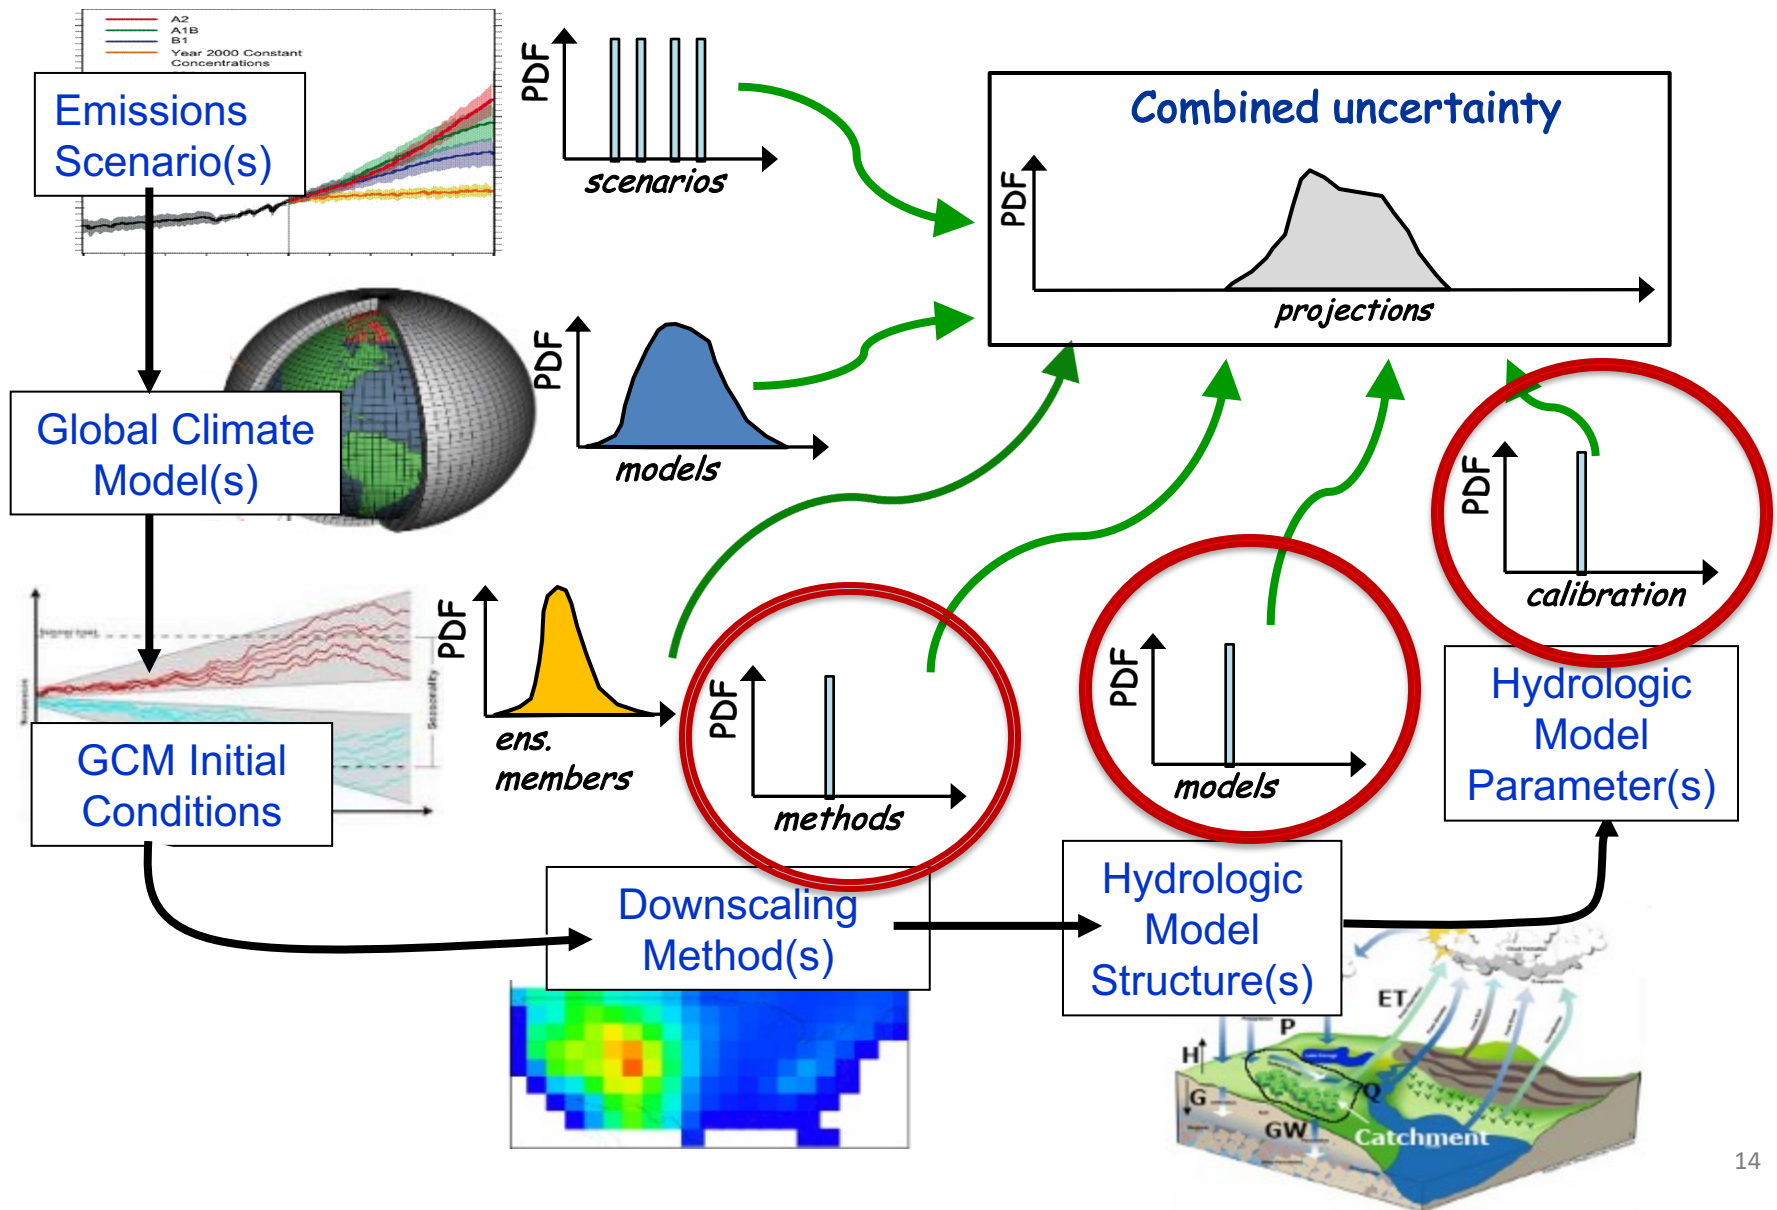 A2
A1B
B1
Year 2000 Constant
Concentrations
Emissions
Scenario(s)
PDF
scenarios
Combined uncertainty
PDF
projections
Global Climate
Model(s)
PDF
models
PDF
calibration
GCM Initial
Conditions
Seasonality
PDF
ens.
members
PDF
methods
PDF
models
Hydrologic
Model
Parameter(s)
Downscaling
Method(s)
Hydrologic
Model
Structure(s)
ET
P
H
G
Q
GW
Catchment
14